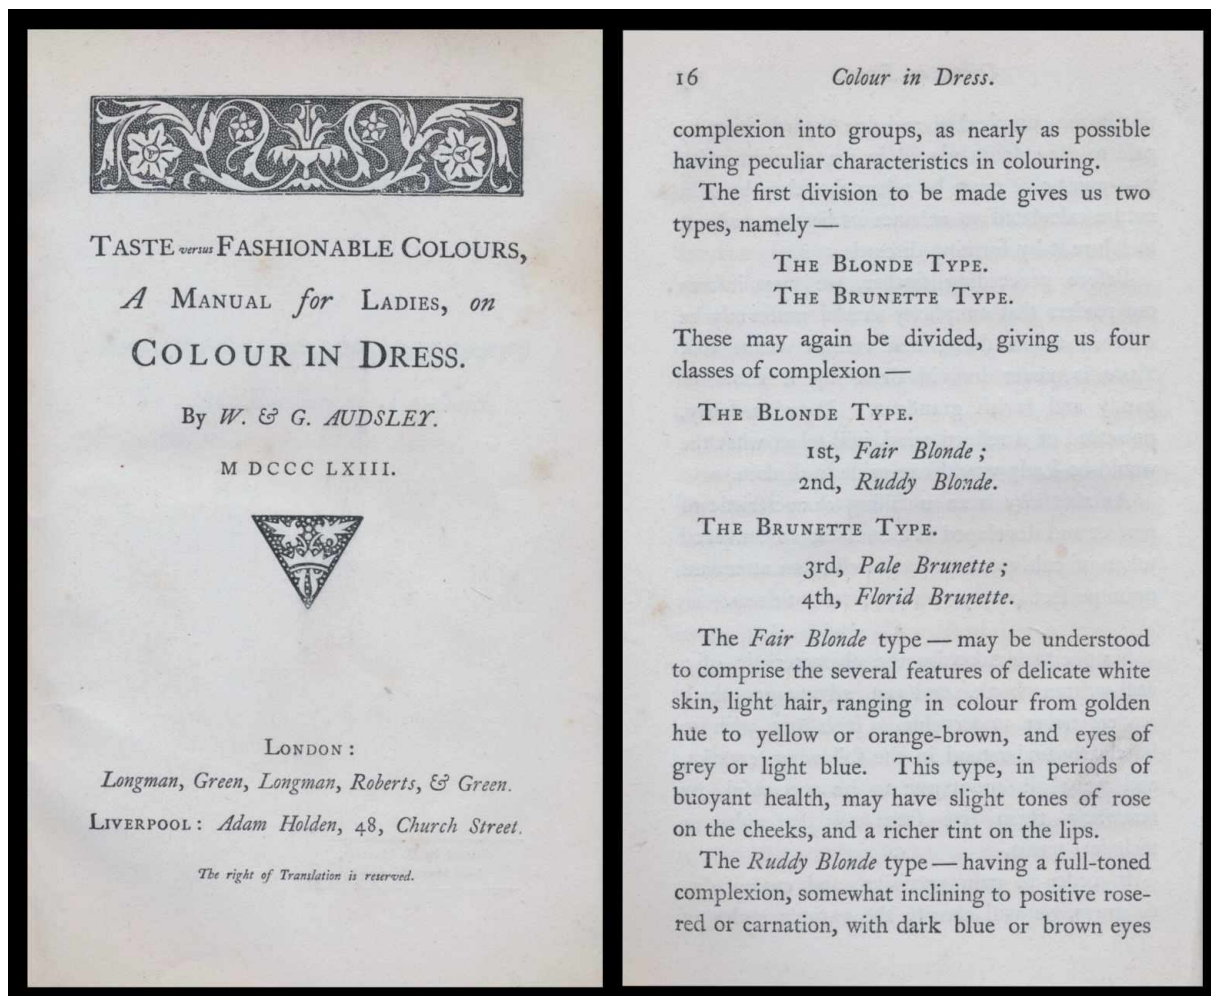 TASTE versus FASHIONABLE COLOURS,
A MANUAL for LADIES, on
COLOUR IN DRESS.
By W. & G. AUDSLEY.
M DCCC LXIII.
LONDON :
Longman, Green, Longman, Roberts, & Green.
LIVERPOOL : Adam Holden, 48, Church Street.
The right of Translation is reserved.
16 Colour in Dress.
complexion into groups, as nearly as possible
having peculiar characteristics in colouring.
The first division to be made gives us two
types, namely —
THE BLONDE TYPE.
THE BRUNETTE TYPE.
These may again be divided, giving us four
classes of complexion —
THE BLONDE TYPE.
1st, Fair Blonde ;
2nd, Ruddy Blonde.
THE BRUNETTE TYPE.
3rd, Pale Brunette ;
4th, Florid Brunette.
The Fair Blonde type — may be understood
to comprise the several features of delicate white
skin, light hair, ranging in colour from golden
hue to yellow or orange-brown, and eyes of
grey or light blue. This type, in periods of
buoyant health, may have slight tones of rose
on the cheeks, and a richer tint on the lips.
The Ruddy Blonde type — having a full-toned
complexion, somewhat inclining to positive rose-
red or carnation, with dark blue or brown eyes